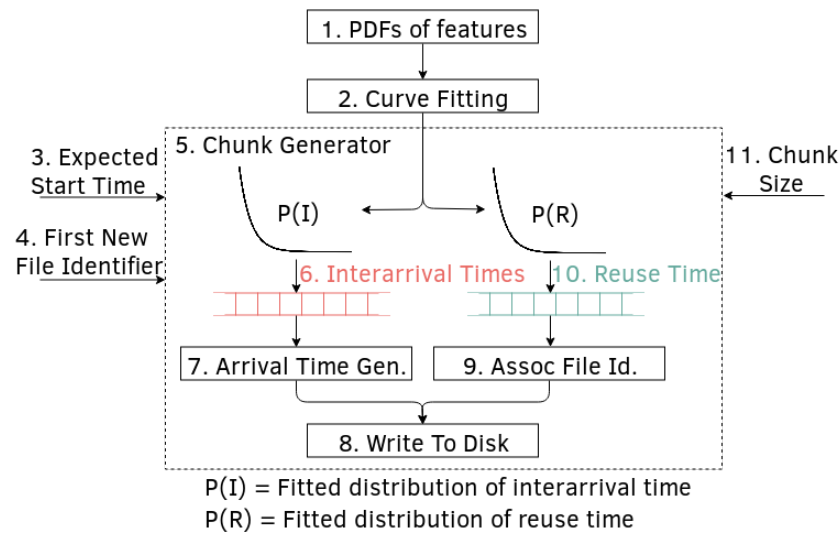 1. PDFs of features
2. Curve Fitting
3. Expected
Start Time
5. Chunk Generator
11. Chunk
Size
P(I)
P(R)
4. First New
File Identifier
6. Interarrival Times
10. Reuse Time
7. Arrival Time Gen.
9. Assoc File Id.
8. Write To Disk
P(I) = Fitted distribution of interarrival time
P(R) = Fitted distribution of reuse time